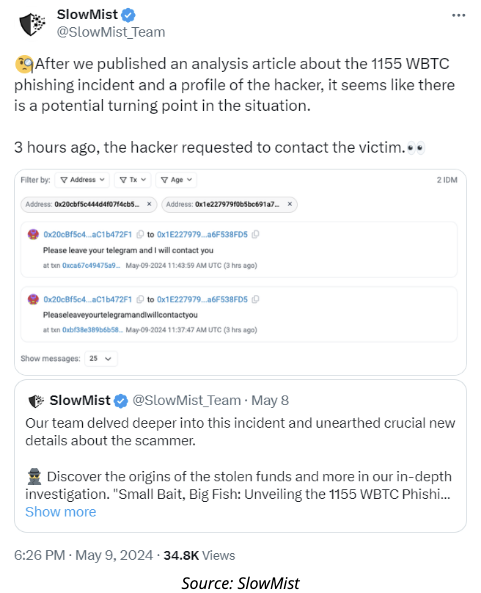 SlowMist
@SlowMist_Team
🧐After we published an analysis article about the 1155 WBTC
phishing incident and a profile of the hacker, it seems like there
is a potential turning point in the situation.
3 hours ago, the hacker requested to contact the victim.👀
Filter by: Address Tx Age 2 IDM
Address: 0x20cbf5c444d4f07f4cb5... × Address: 0x1e227979f0b5bc691a7... ×
0x20cBf5c4...aC1b472F1 to 0x1E227979...a6F538FD5
Please leave your telegram and I will contact you
at txn 0xca67c49475a9... May-09-2024 11:43:59 AM UTC (3 hrs ago)
0x20cBf5c4...aC1b472F1 to 0x1E227979...a6F538FD5
PleaseleaveyourtelegramandIwillcontactyou
at txn 0xbf38e389b6b58... May-09-2024 11:37:47 AM UTC (3 hrs ago)
Show messages: 25
SlowMist @SlowMist_Team · May 8
Our team delved deeper into this incident and unearthed crucial new
details about the scammer.
🕵️ Discover the origins of the stolen funds and more in our in-depth
investigation. "Small Bait, Big Fish: Unveiling the 1155 WBTC Phishi...
Show more
6:26 PM · May 9, 2024 · 34.8K Views
Source: SlowMist